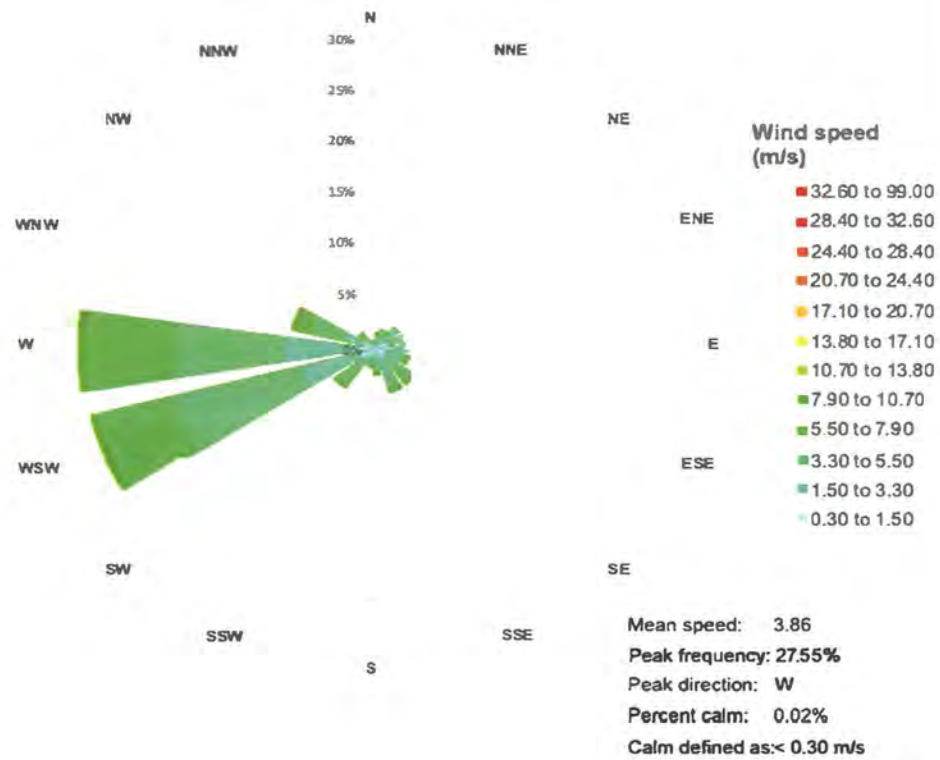 N
30%
NNW
NNE
25%
NW
NE
20%
Wind speed
(m/s)
15%
32.60 to 99.00
28.40 to 32.60
24.40 to 28.40
20.70 to 24.40
17.10 to 20.70
13.80 to 17.10
10.70 to 13.80
7.90 to 10.70
5.50 to 7.90
3.30 to 5.50
1.50 to 3.30
0.30 to 1.50
WNW
ENE
10%
5%
W
E
WSW
ESE
SW
SE
SSW
SSE
S
Mean speed: 3.86
Peak frequency: 27.55%
Peak direction: W
Percent calm: 0.02%
Calm defined as:< 0.30 m/s